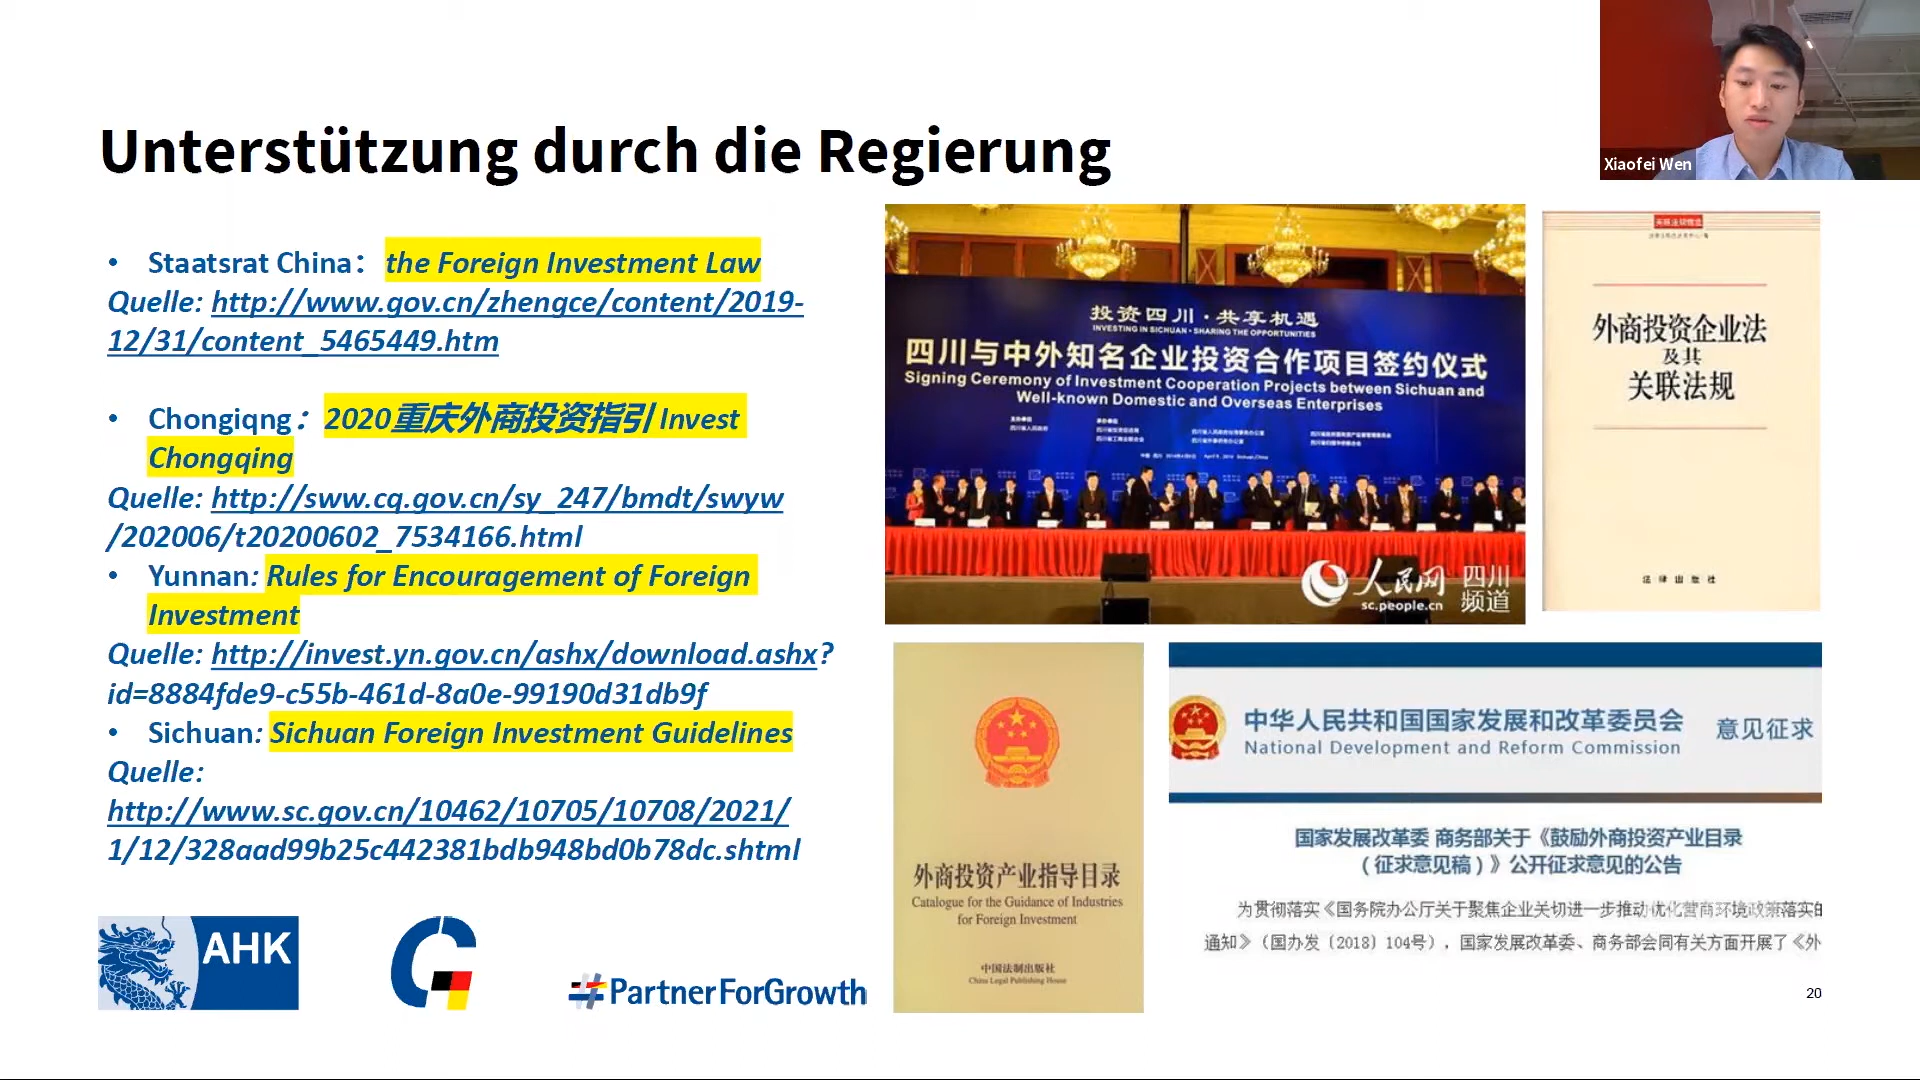 Xiaofei Wen
Unterstützung durch die Regierung
• Staatsrat China：the Foreign Investment Law
Quelle: http://www.gov.cn/zhengce/content/2019-
12/31/content_5465449.htm
• Chongiqng：2020重庆外商投资指引 Invest
Chongqing
Quelle: http://sww.cq.gov.cn/sy_247/bmdt/swyw
/202006/t20200602_7534166.html
• Yunnan: Rules for Encouragement of Foreign
Investment
Quelle: http://invest.yn.gov.cn/ashx/download.ashx?
id=8884fde9-c55b-461d-8a0e-99190d31db9f
• Sichuan: Sichuan Foreign Investment Guidelines
Quelle:
http://www.sc.gov.cn/10462/10705/10708/2021/
1/12/328aad99b25c442381bdb948bd0b78dc.shtml
投资四川·共享机遇
INVESTING IN SICHUAN·SHARING THE OPPORTUNITIES
四川与中外知名企业投资合作项目签约仪式
Signing Ceremony of Investment Cooperation Projects between Sichuan and
Well-known Domestic and Overseas Enterprises
人民网 四川
sc.people.cn 频道
外商投资企业法
及其
关联法规
法律出版社
外商投资产业指导目录
Catalogue for the Guidance of Industries
for Foreign Investment
中国法制出版社
China Legal Publishing House
中华人民共和国国家发展和改革委员会 意见征求
National Development and Reform Commission
国家发展改革委 商务部关于《鼓励外商投资产业目录
（征求意见稿）》公开征求意见的公告
为贯彻落实《国务院办公厅关于聚焦企业关切进一步推动优化营商环境政策落实的
通知》（国办发〔2018〕104号），国家发展改革委、商务部会同有关方面开展了《外
AHK
#PartnerForGrowth
20